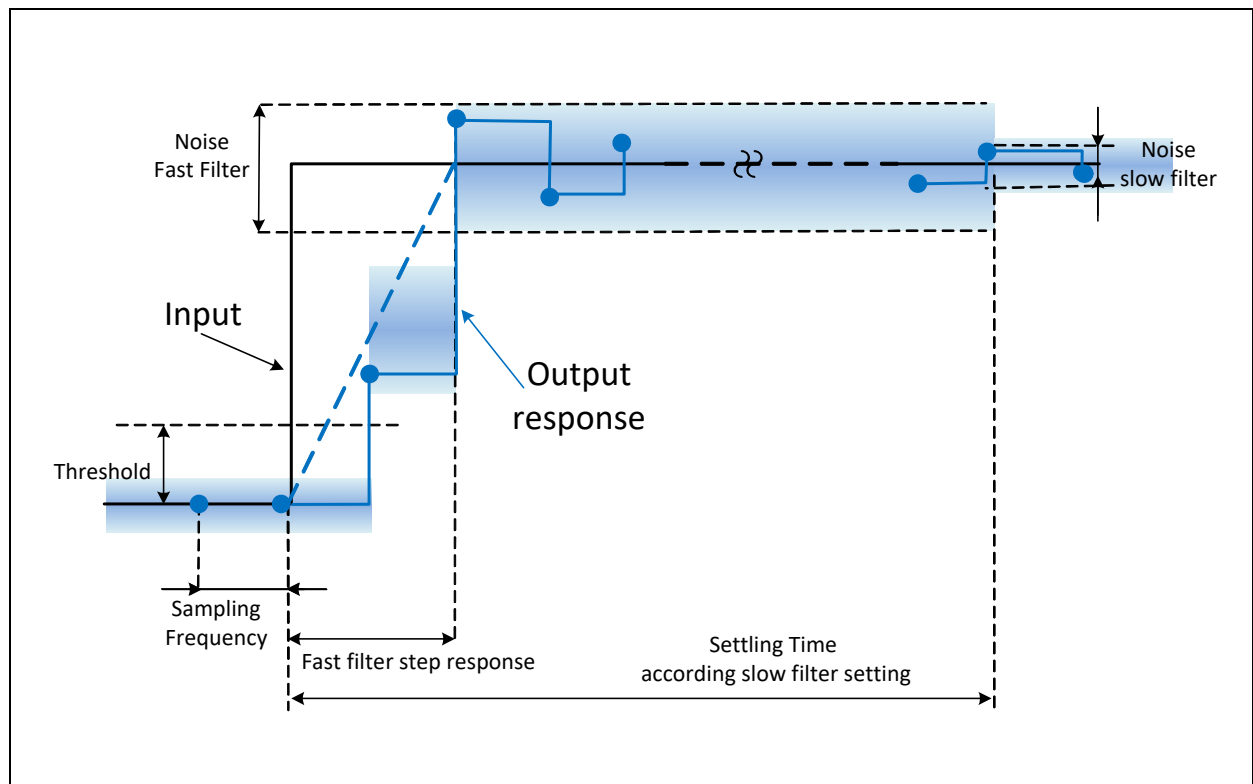 Noise
Fast Filter
Noise
slow filter
Input
Output
response
Threshold
Sampling
Frequency
Fast filter step response
Settling Time
according slow filter setting